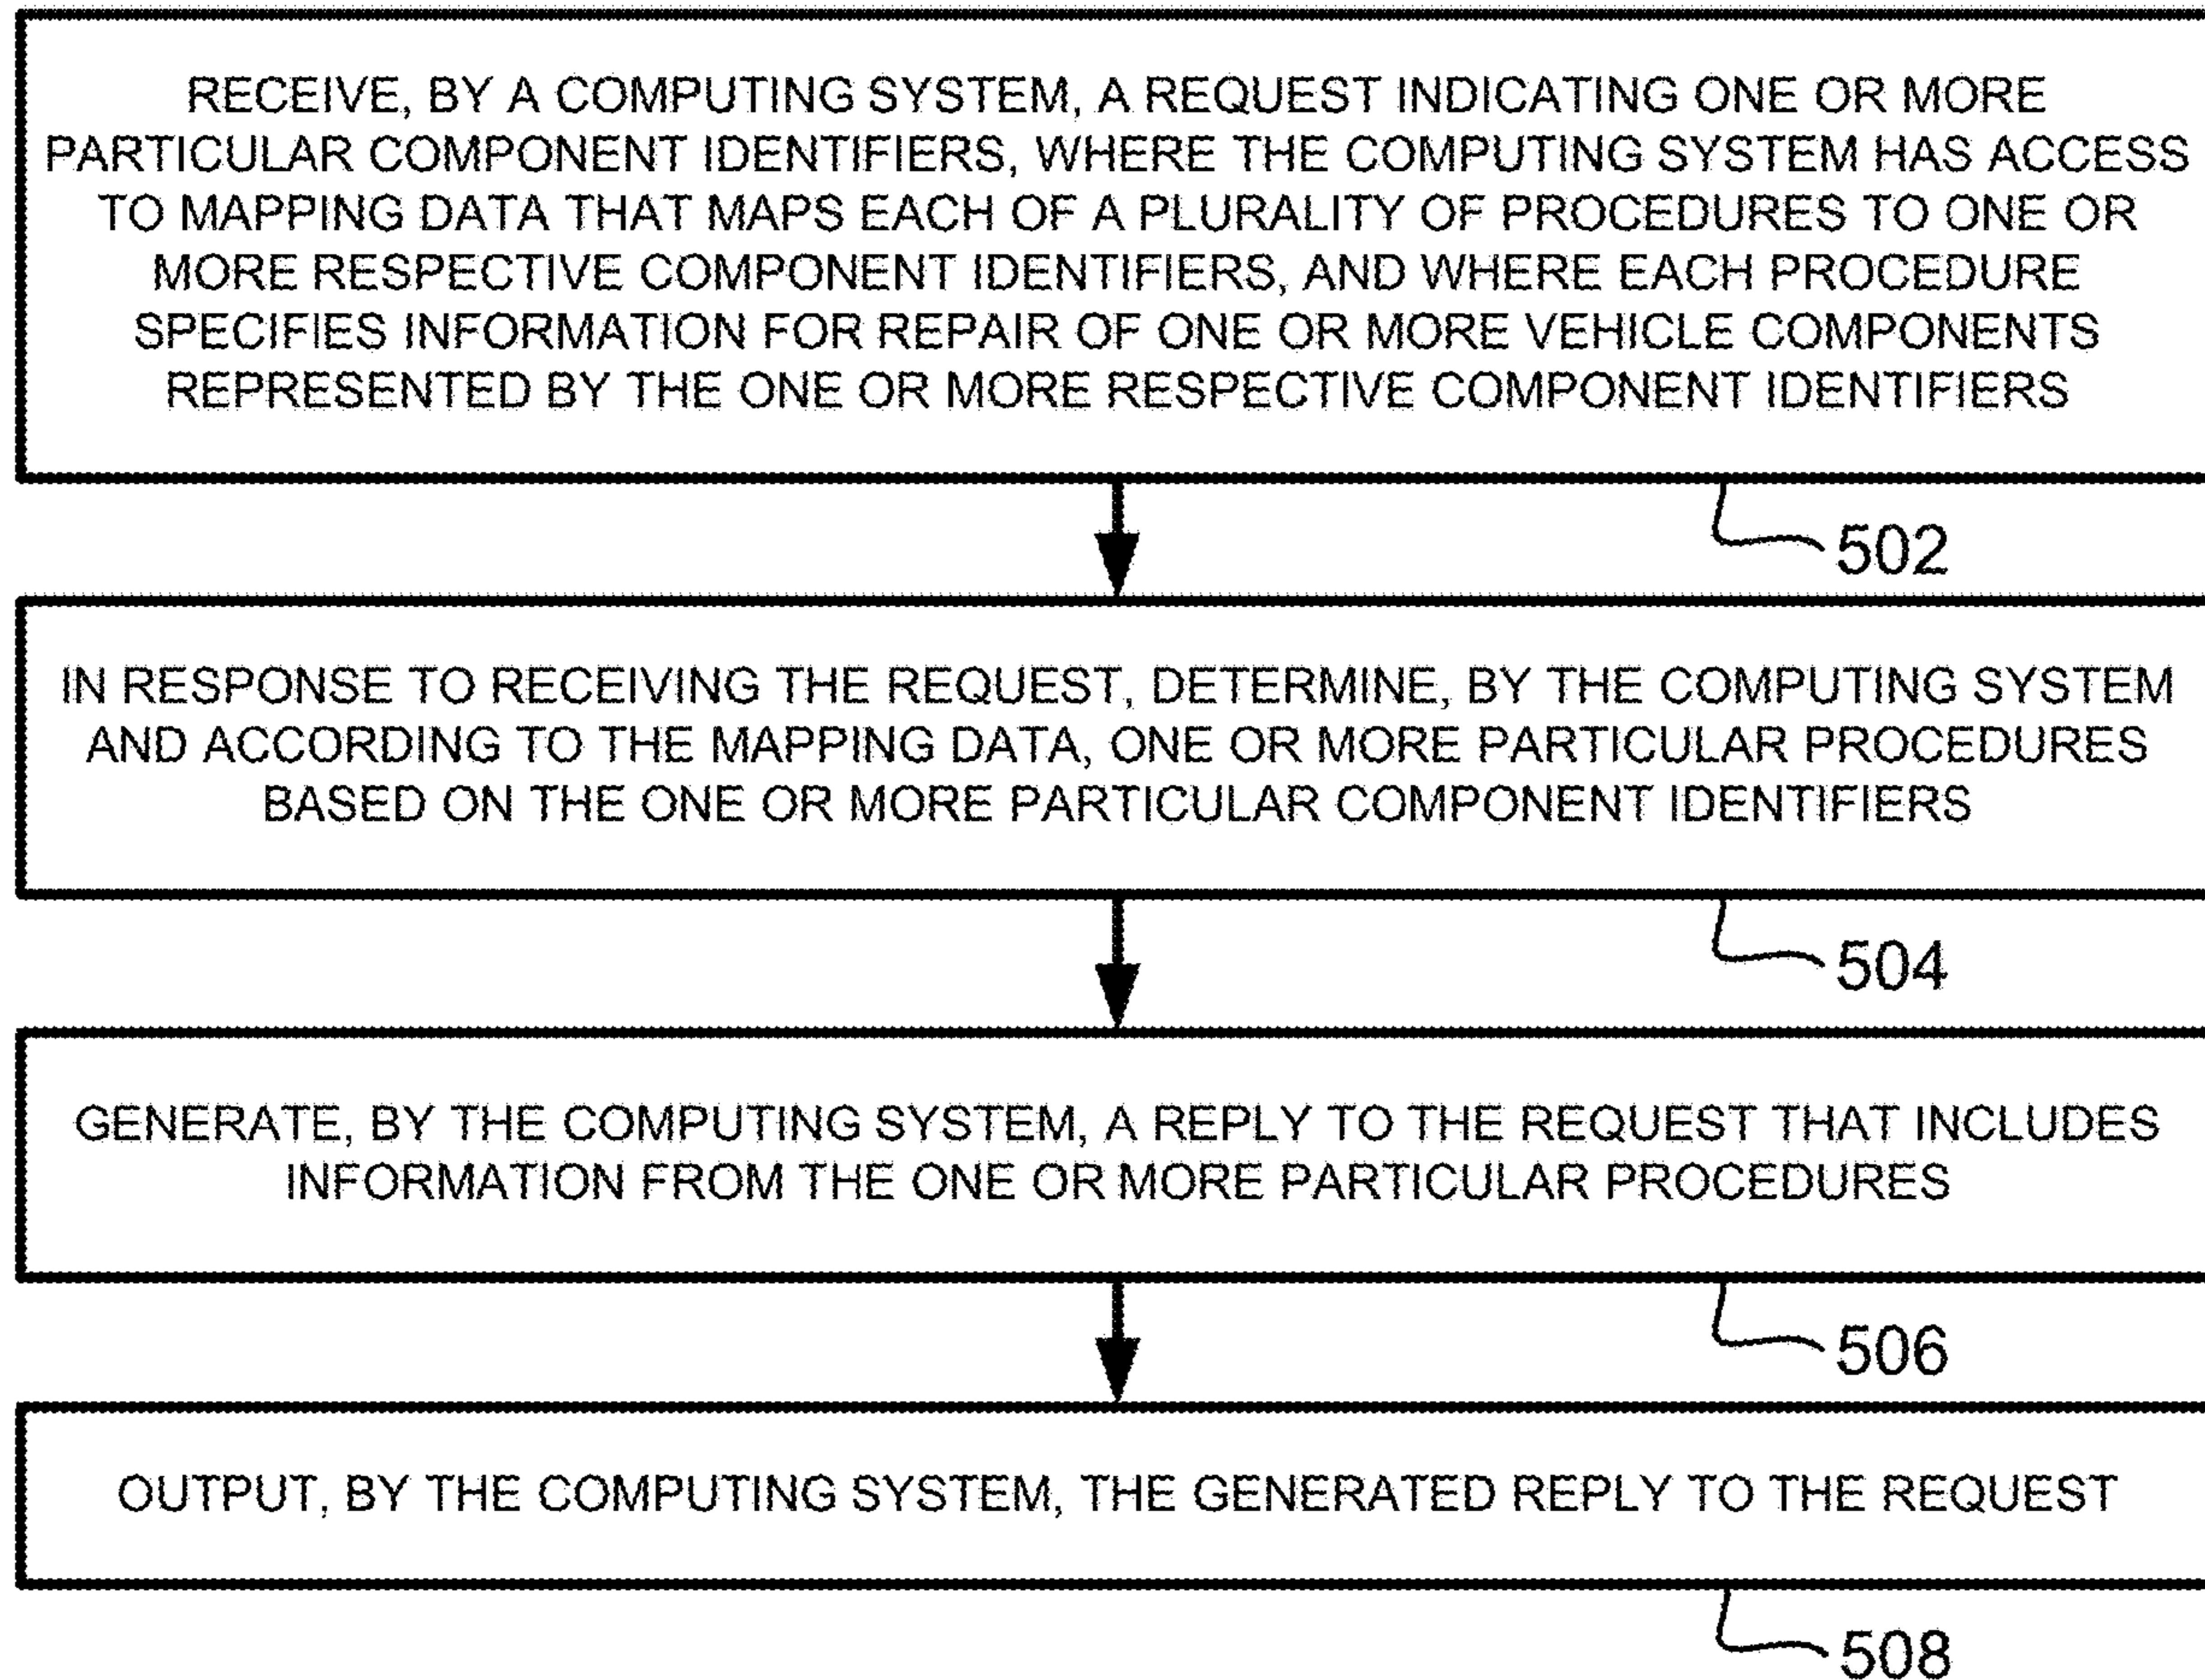 RECEIVE, BY A COMPUTING SYSTEM, A REQUEST INDICATING ONE OR MORE
PARTICULAR COMPONENT IDENTIFIERS, WHERE THE COMPUTING SYSTEM HAS ACCESS
TO MAPPING DATA THAT MAPS EACH OF A PLURALITY OF PROCEDURES TO ONE OR
MORE RESPECTIVE COMPONENT IDENTIFIERS, AND WHERE EACH PROCEDURE
SPECIFIES INFORMATION FOR REPAIR OF ONE OR MORE VEHICLE COMPONENTS
REPRESENTED BY THE ONE OR MORE RESPECTIVE COMPONENT IDENTIFIERS
502
IN RESPONSE TO RECEIVING THE REQUEST, DETERMINE, BY THE COMPUTING SYSTEM
AND ACCORDING TO THE MAPPING DATA, ONE OR MORE PARTICULAR PROCEDURES
BASED ON THE ONE OR MORE PARTICULAR COMPONENT IDENTIFIERS
504
GENERATE, BY THE COMPUTING SYSTEM, A REPLY TO THE REQUEST THAT INCLUDES
INFORMATION FROM THE ONE OR MORE PARTICULAR PROCEDURES
506
OUTPUT, BY THE COMPUTING SYSTEM, THE GENERATED REPLY TO THE REQUEST
508